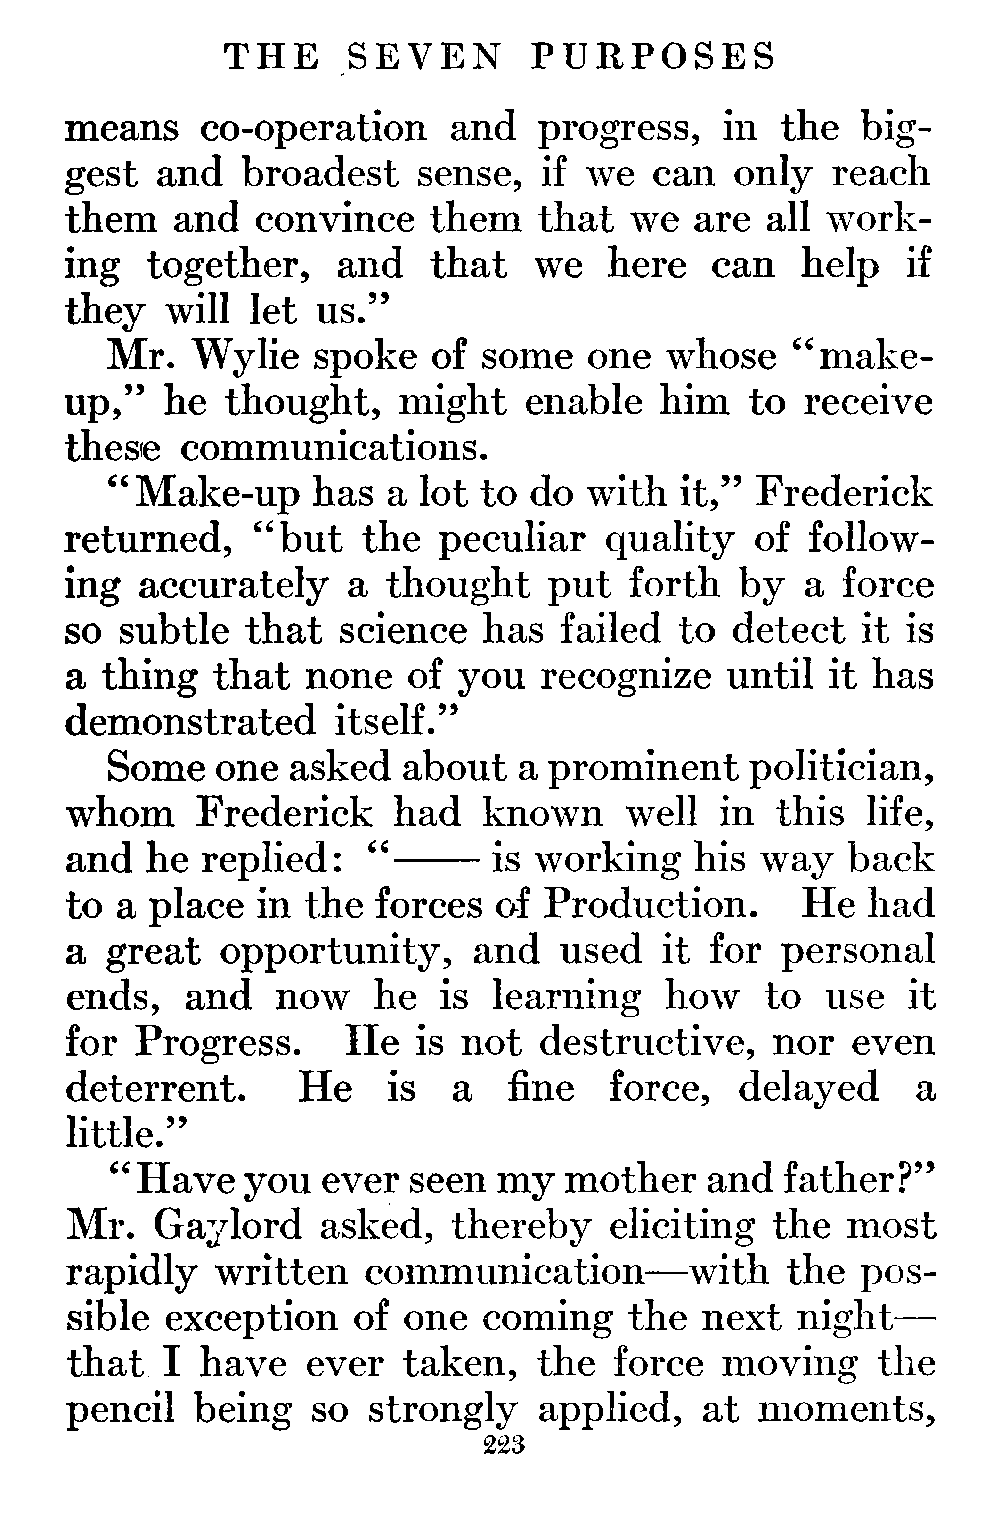 THE SEVEN PURPOSES
means co-operation and progress, in the big-
gest and broadest sense, if we can only reach
them and convince them that we are all work-
ing together, and that we here can help if
they will let us."
Mr. Wylie spoke of some one whose "make-
up," he thought, might enable him to receive
these communications.
"Make-up has a lot to do with it," Frederick
returned, "but the peculiar quality of follow-
ing accurately a thought put forth by a force
so subtle that science has failed to detect it is
a thing that none of you recognize until it has
demonstrated itself."
Some one asked about a prominent politician,
whom Frederick had known well in this life,
and he replied: "—— is working his way back
to a place in the forces of Production. He had
a great opportunity, and used it for personal
ends, and now he is learning how to use it
for Progress. He is not destructive, nor even
deterrent. He is a fine force, delayed a
little."
"Have you ever seen my mother and father?"
Mr. Gaylord asked, thereby eliciting the most
rapidly written communication—with the pos-
sible exception of one coming the next night—
that I have ever taken, the force moving the
pencil being so strongly applied, at moments,
223